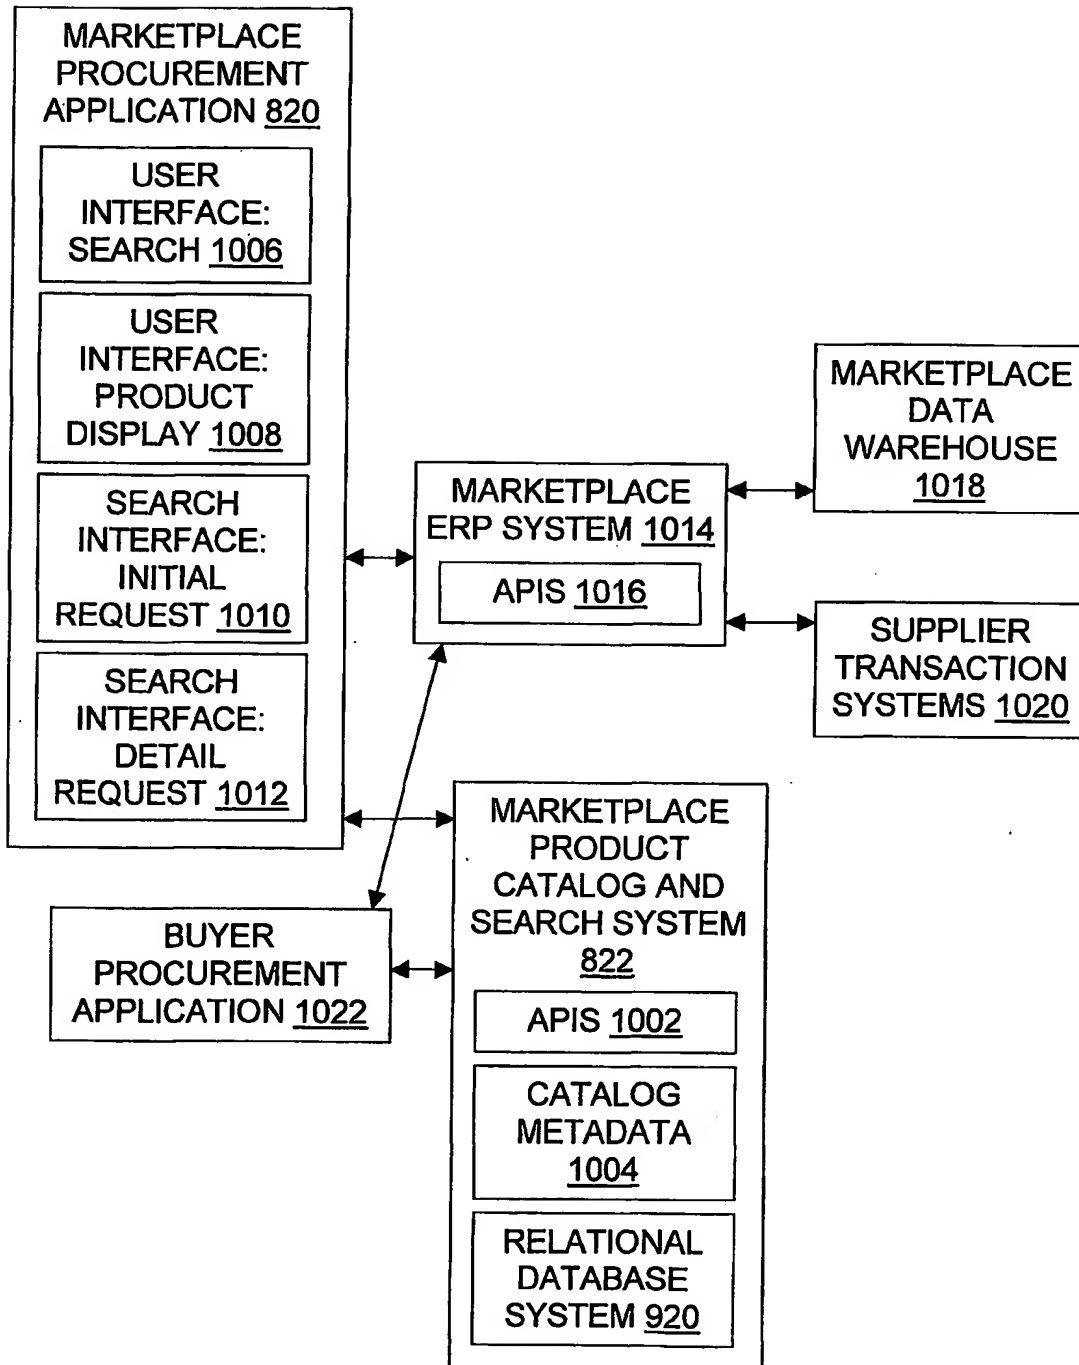 MARKETPLACE
PROCUREMENT
APPLICATION 820
USER
INTERFACE:
SEARCH 1006
USER
INTERFACE:
PRODUCT
DISPLAY 1008
SEARCH
INTERFACE:
INITIAL
REQUEST 1010
SEARCH
INTERFACE:
DETAIL
REQUEST 1012
MARKETPLACE
ERP SYSTEM 1014
APIS 1016
MARKETPLACE
DATA
WAREHOUSE
1018
SUPPLIER
TRANSACTION
SYSTEMS 1020
BUYER
PROCUREMENT
APPLICATION 1022
MARKETPLACE
PRODUCT
CATALOG AND
SEARCH SYSTEM
822
APIS 1002
CATALOG
METADATA
1004
RELATIONAL
DATABASE
SYSTEM 920